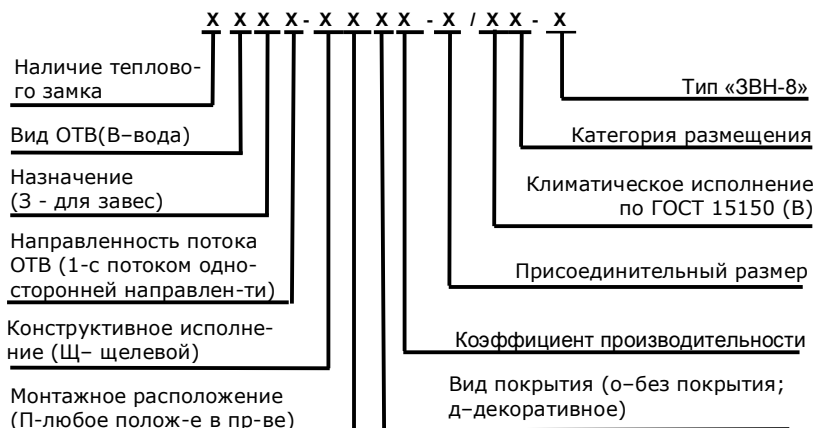 X X X X - X X X X - X / X X - X
Наличие теплово-
го замка
Вид ОТВ(В–вода)
Назначение
(З - для завес)
Направленность потока
ОТВ (1-с потоком одно-
сторонней направлен-ти)
Конструктивное исполне-
ние (Щ– щелевой)
Монтажное расположение
(П-любое полож-е в пр-ве)
Тип «ЗВН-8»
Категория размещения
Климатическое исполнение
по ГОСТ 15150 (В)
Присоединительный размер
Коэффициент производительности
Вид покрытия (о–без покрытия;
д–декоративное)